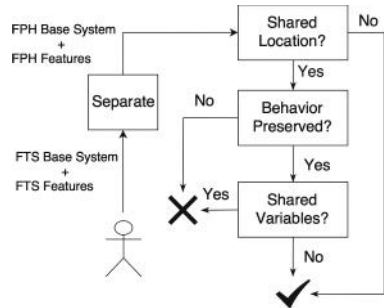 FPH Base System
+
FPH Features
Shared
Location?
No
Yes
Separate
No
Behavior
Preserved?
FTS Base System
+
FTS Features
Yes
Yes
Shared
Variables?
No